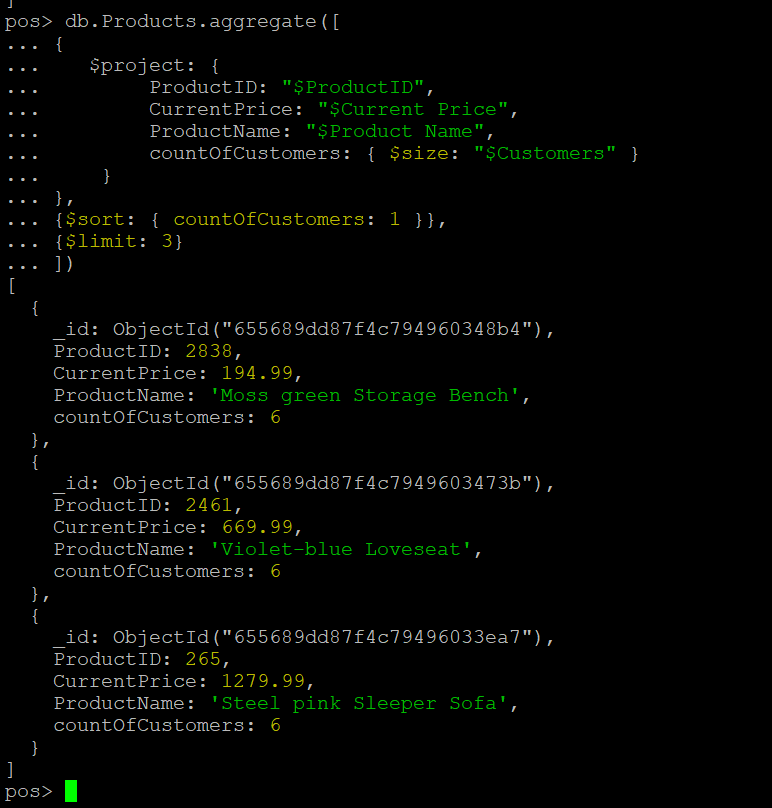 ]
pos> db.Products.aggregate([
... {
...    $project: {
...         ProductID: "$ProductID",
...         CurrentPrice: "$Current Price",
...         ProductName: "$Product Name",
...         countOfCustomers: { $size: "$Customers" }
...     }
... },
... {$sort: { countOfCustomers: 1 }},
... {$limit: 3}
... ])
[
  {
    _id: ObjectId("655689dd87f4c794960348b4"),
    ProductID: 2838,
    CurrentPrice: 194.99,
    ProductName: 'Moss green Storage Bench',
    countOfCustomers: 6
  },
  {
    _id: ObjectId("655689dd87f4c7949603473b"),
    ProductID: 2461,
    CurrentPrice: 669.99,
    ProductName: 'Violet-blue Loveseat',
    countOfCustomers: 6
  },
  {
    _id: ObjectId("655689dd87f4c79496033ea7"),
    ProductID: 265,
    CurrentPrice: 1279.99,
    ProductName: 'Steel pink Sleeper Sofa',
    countOfCustomers: 6
  }
]
pos>